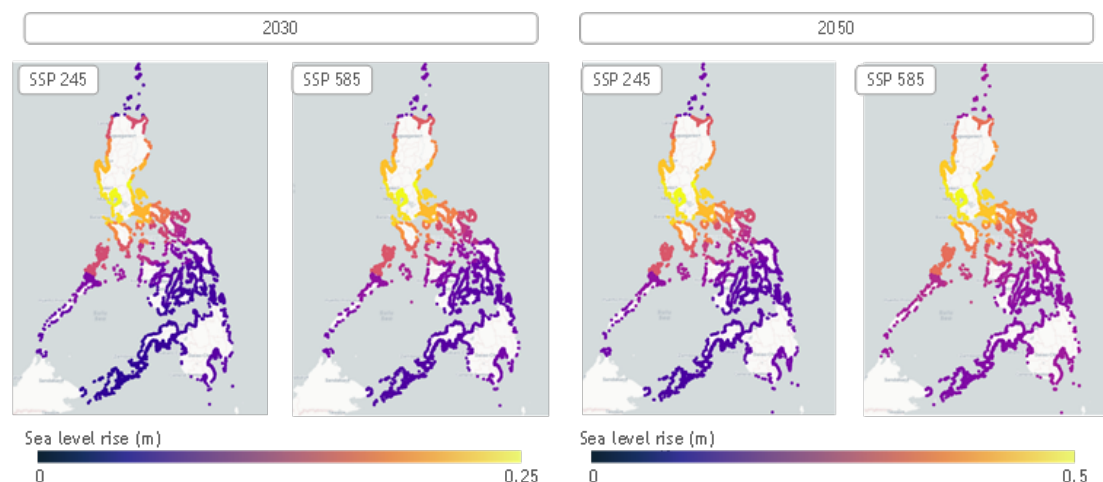 2030
2050
SSP 245
SSP 585
SSP 245
SSP 585
Sea level rise (m)
0
0.25
Sea level rise (m)
0
0.5